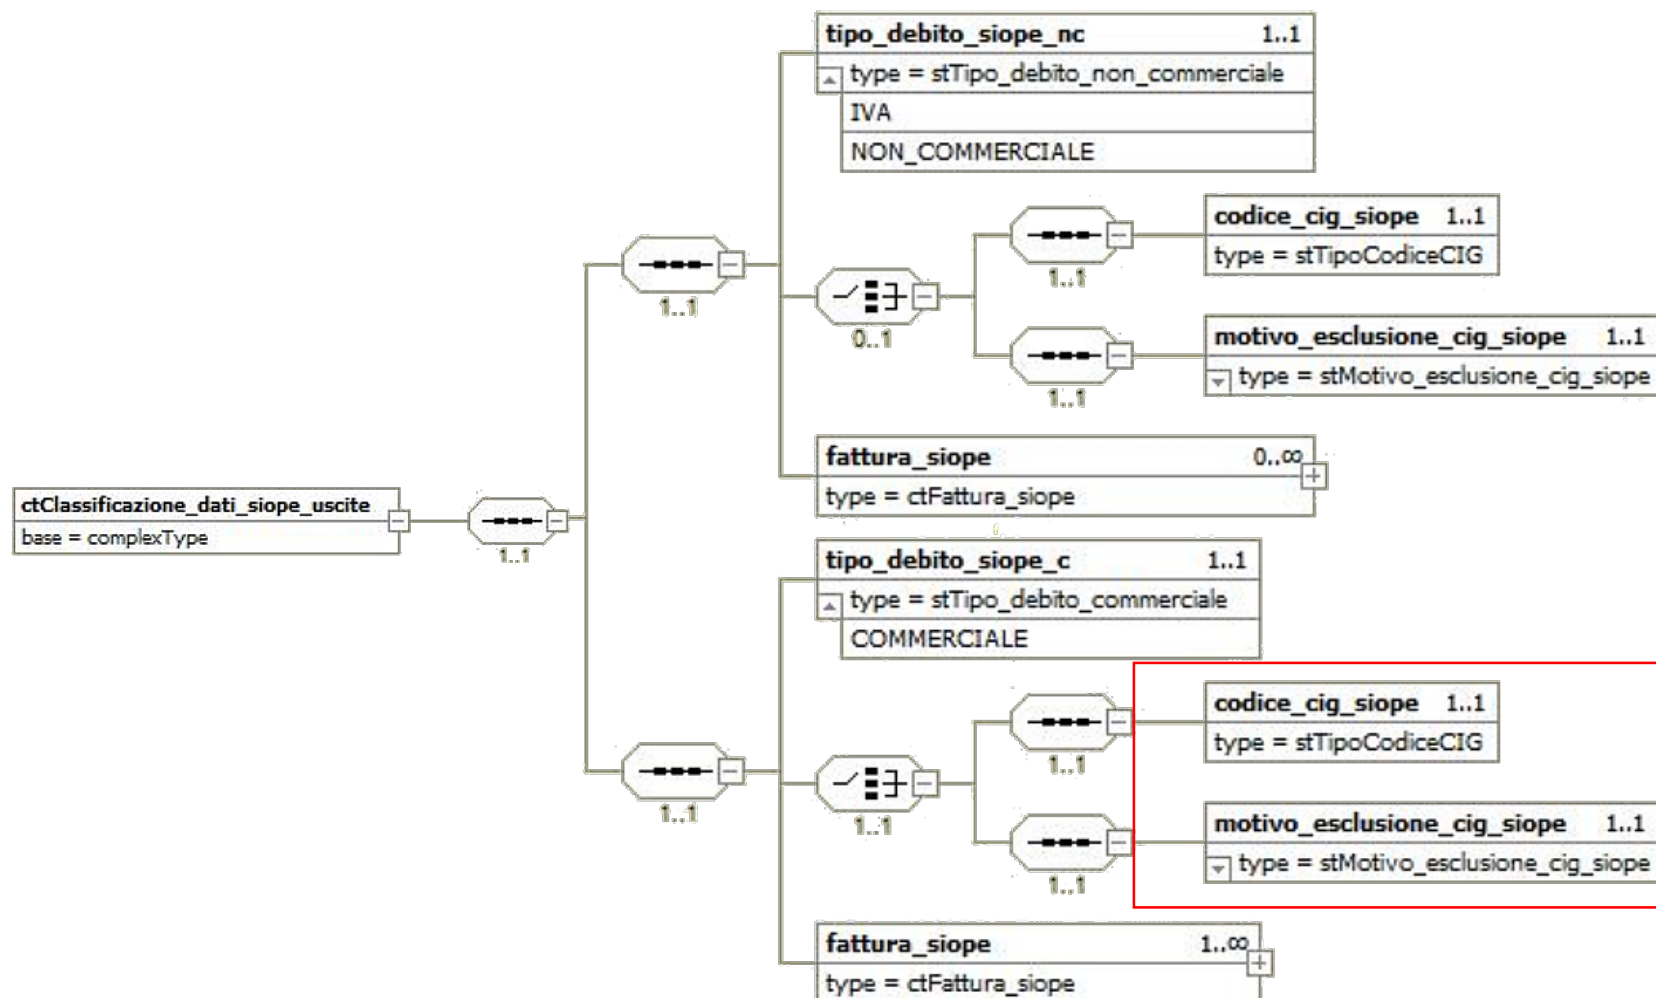 tipo_debito_siope_nc 1..1
type = stTipo_debito_non_commerciale
IVA
NON_COMMERCIALE
1..1
0..1
1..1
codice_cig_siope 1..1
type = stTipoCodiceCIG
1..1
motivo_esclusione_cig_siope 1..1
type = stMotivo_esclusione_cig_siope
fattura_siope 0..∞
type = ctFattura_siope
ctClassificazione_dati_siope_uscite
base = complexType
1..1
tipo_debito_siope_c 1..1
type = stTipo_debito_commerciale
COMMERCIALE
1..1
1..1
1..1
codice_cig_siope 1..1
type = stTipoCodiceCIG
1..1
motivo_esclusione_cig_siope 1..1
type = stMotivo_esclusione_cig_siope
fattura_siope 1..∞
type = ctFattura_siope